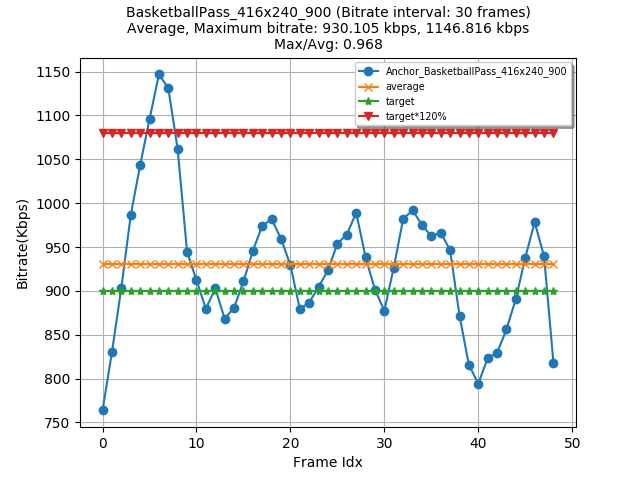 BasketballPass_416x240_900 (Bitrate interval: 30 frames)
Average, Maximum bitrate: 930.105 kbps, 1146.816 kbps
Max/Avg: 0.968
Anchor_BasketballPass_416x240_900
average
target
target*120%
Bitrate(Kbps)
1150
1100
1050
1000
950
900
850
800
750
0 10 20 30 40 50
Frame Idx